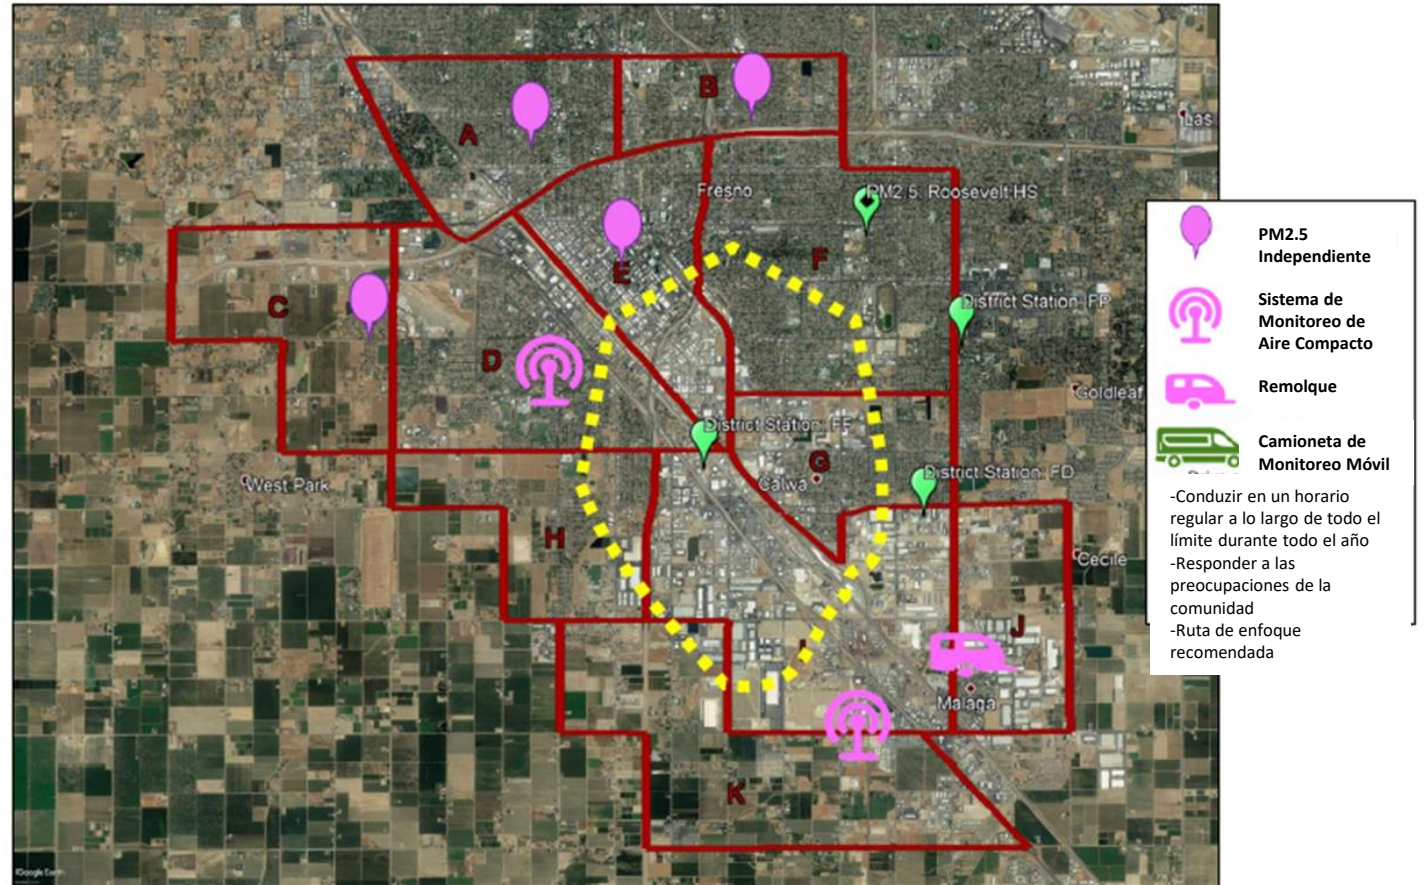 B
A
Las
Fresno
PM2.5: Roosevelt HS
E
F
C
District Station: FP
D
Goldleaf
District Station: FF
G
District Station: FD
West Park
Calwa
H
Cecile
I
J
Malaga
K
Google Earth
PM2.5
Independiente
Sistema de
Monitoreo de
Aire Compacto
Remolque
Camioneta de
Monitoreo Móvil
-Conduzir en un horario
regular a lo largo de todo el
límite durante todo el año
-Responder a las
preocupaciones de la
comunidad
-Ruta de enfoque
recomendada